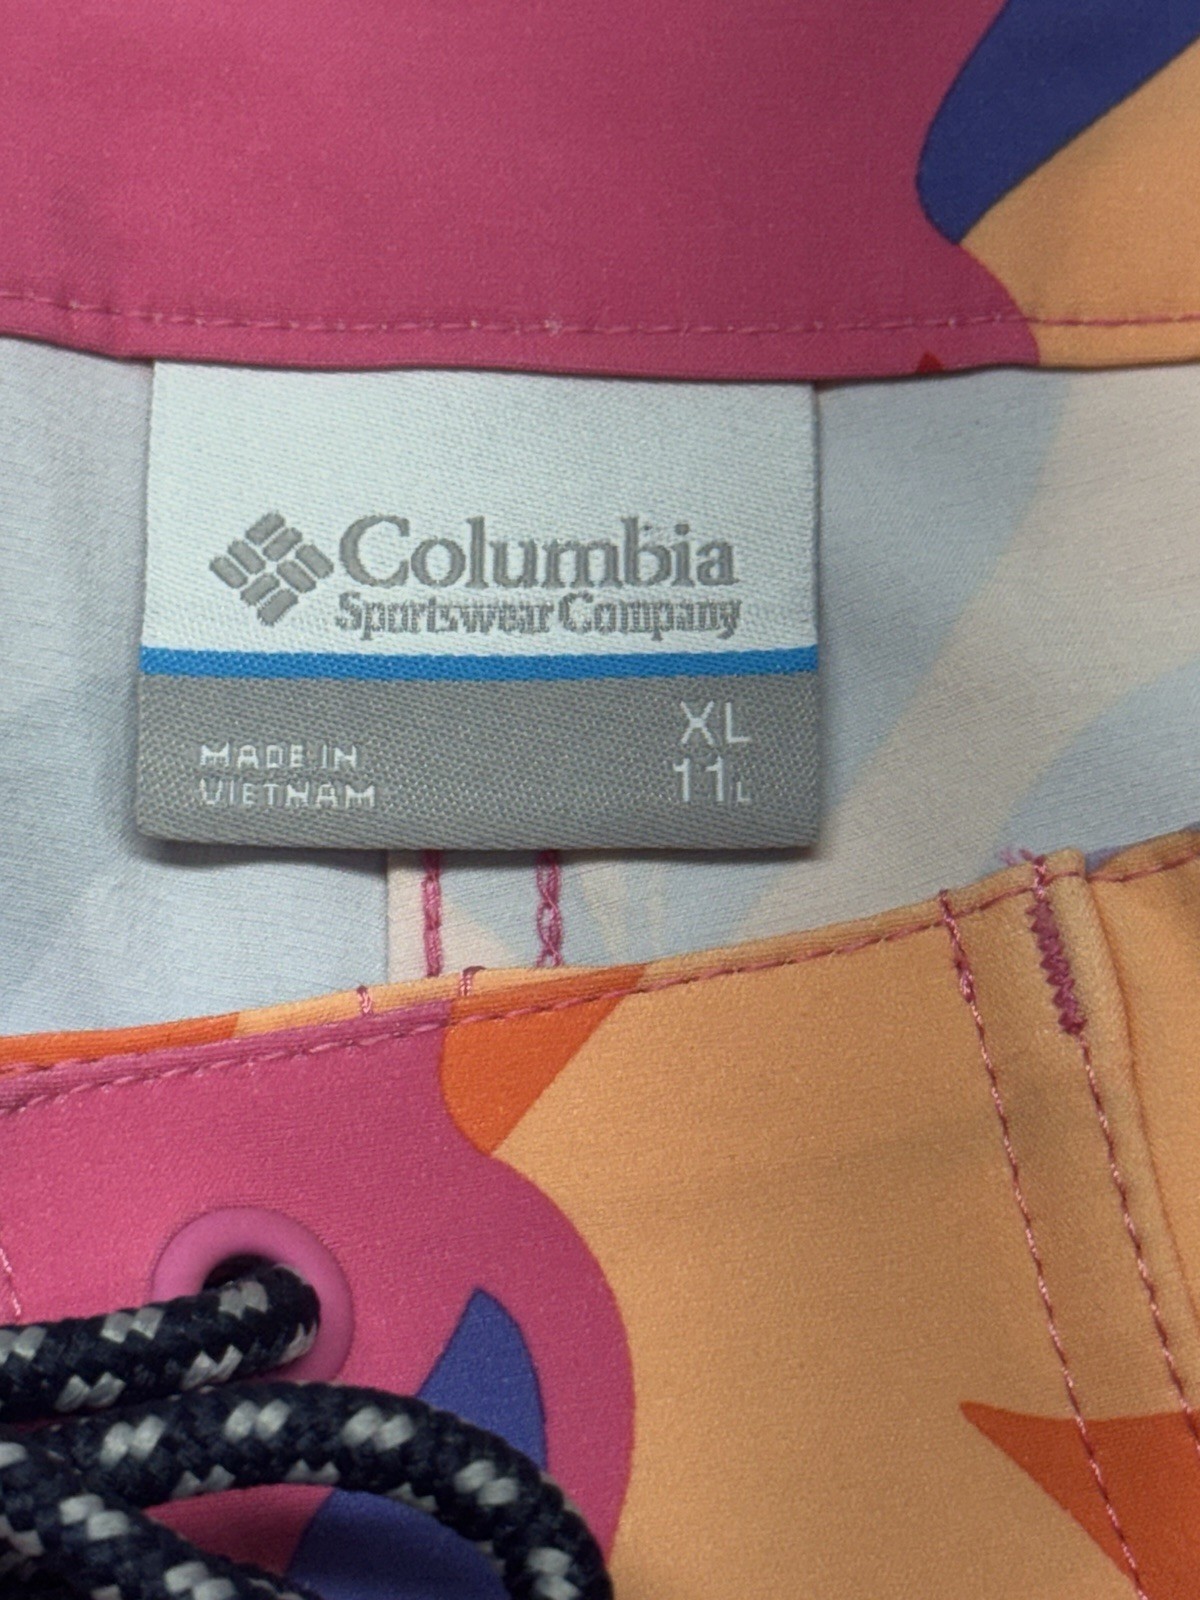 Columbia
Sportswear Company
XL
MADE IN
VIETNAM
11L